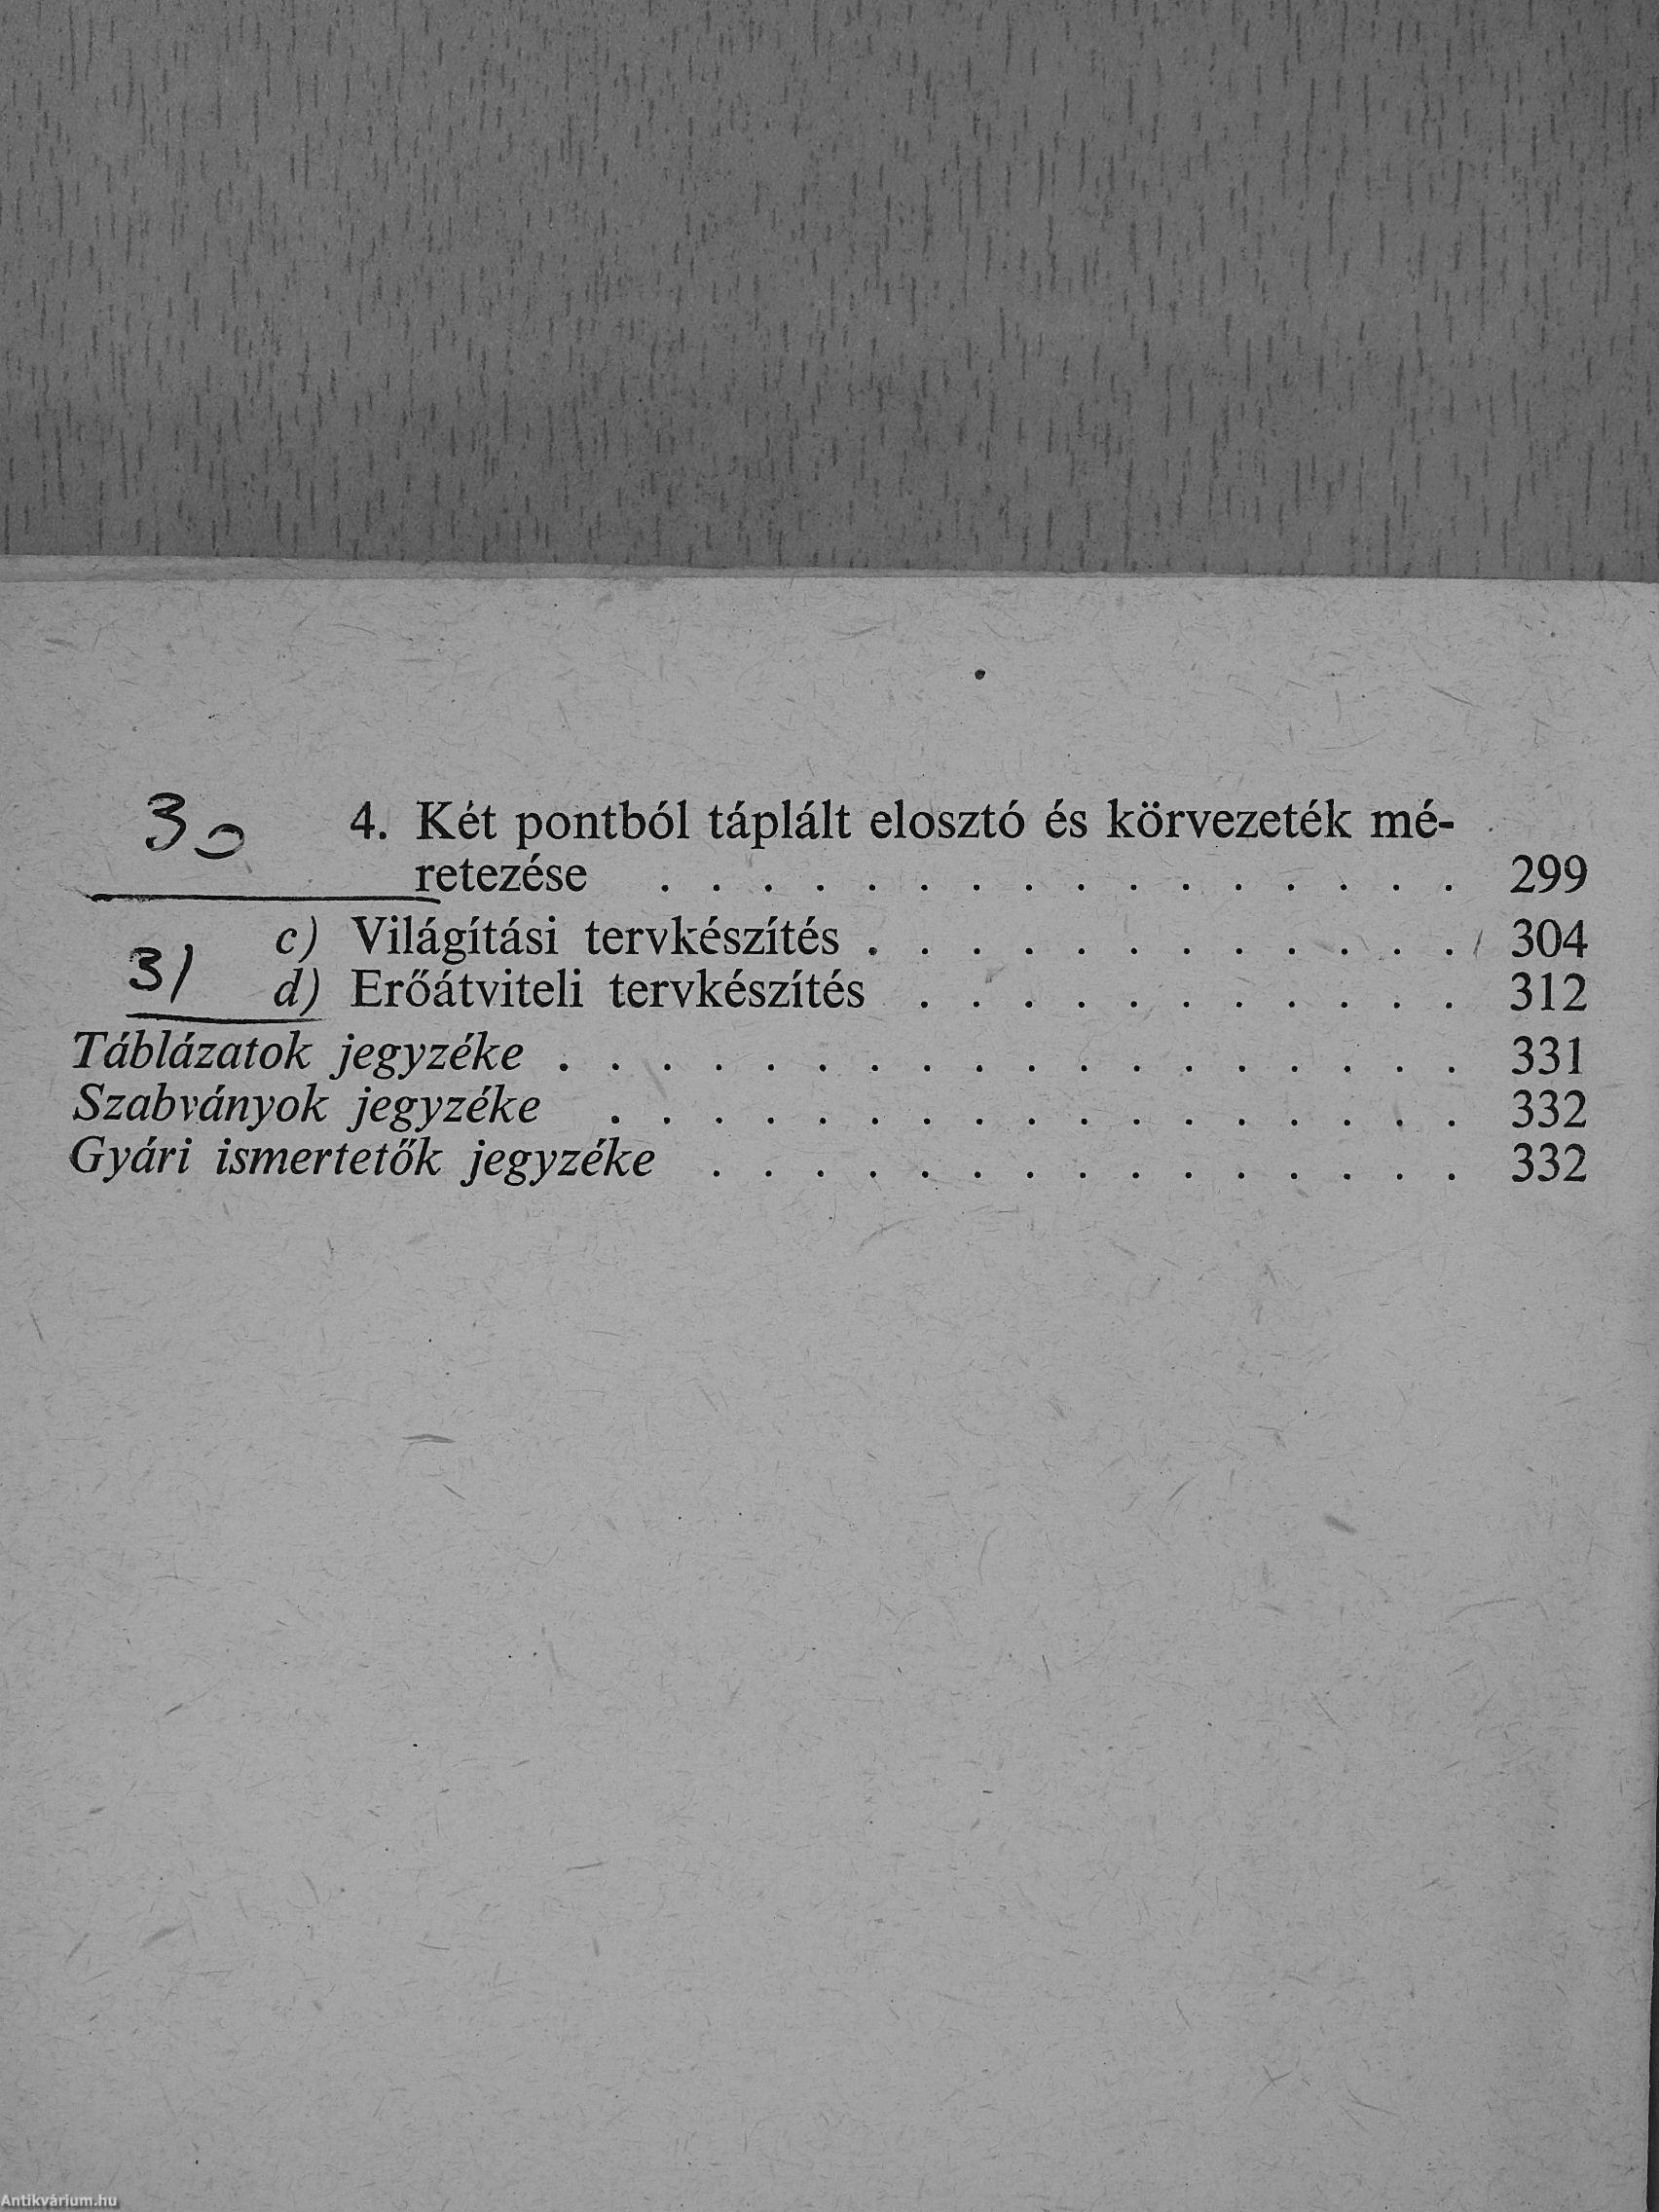 30
4. Két pontból táplált elosztó és körvezeték mé-
retezése . . . . . . . . . . . . . . . . 299
c) Világítási tervkészítés . . . . . . . . . . . . 304
31
d) Erőátviteli tervkészítés . . . . . . . . . . . 312
Táblázatok jegyzéke . . . . . . . . . . . . . . . . . . 331
Szabványok jegyzéke . . . . . . . . . . . . . . . . . 332
Gyári ismertetők jegyzéke . . . . . . . . . . . . . . . 332
Antikvárium.hu